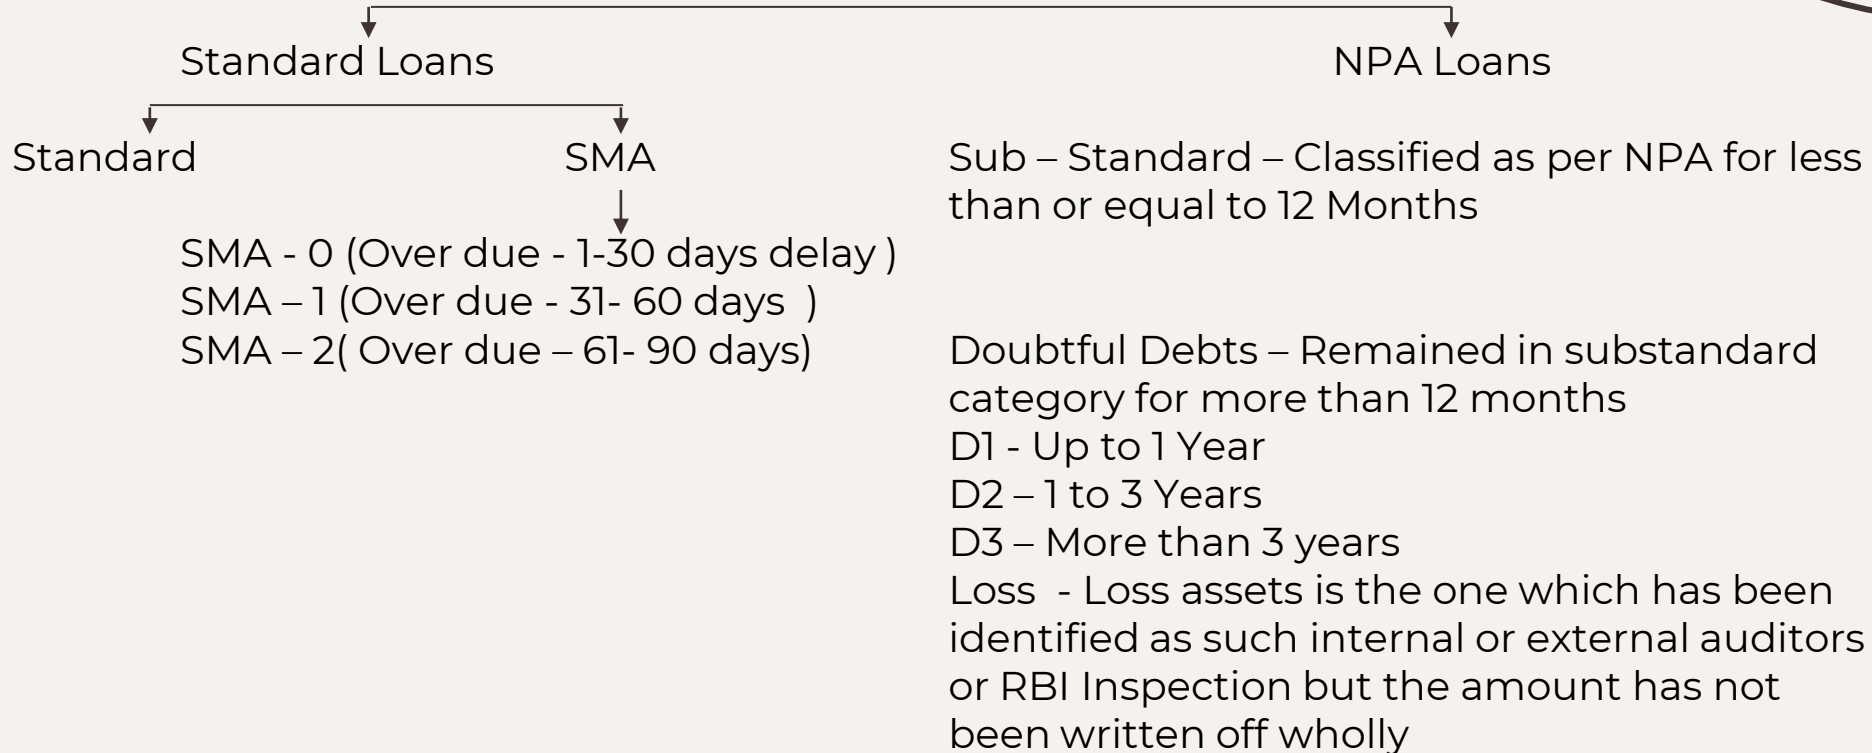 Standard Loans
NPA Loans
Standard
SMA
SMA - 0 (Over due - 1-30 days delay )
SMA – 1 (Over due - 31- 60 days  )
SMA – 2( Over due – 61- 90 days)
Sub – Standard – Classified as per NPA for less
than or equal to 12 Months
Doubtful Debts – Remained in substandard
category for more than 12 months
D1 - Up to 1 Year
D2 – 1 to 3 Years
D3 – More than 3 years
Loss  - Loss assets is the one which has been
identified as such internal or external auditors
or RBI Inspection but the amount has not
been written off wholly